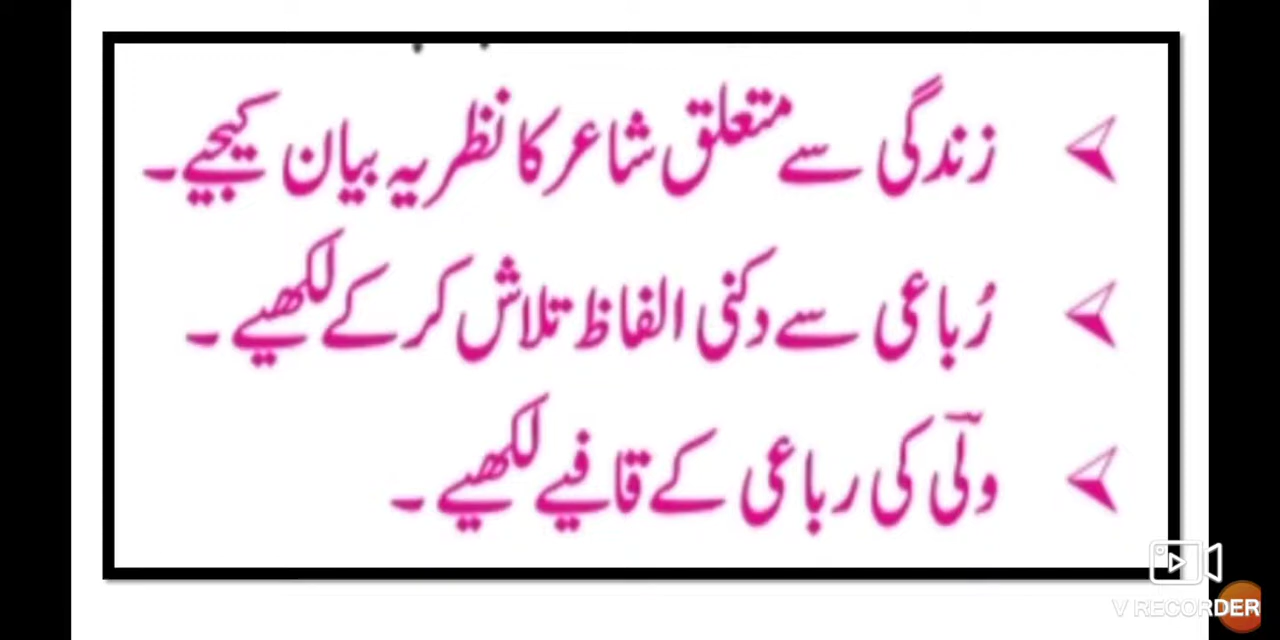 زندگی سے متعلق شاعر کا نظریہ بیان کیجیے۔
رُباعی سے دکنی الفاظ تلاش کر کے لکھیے۔
ولیؔ کی رباعی کے قافیے لکھیے۔
V RECORDER